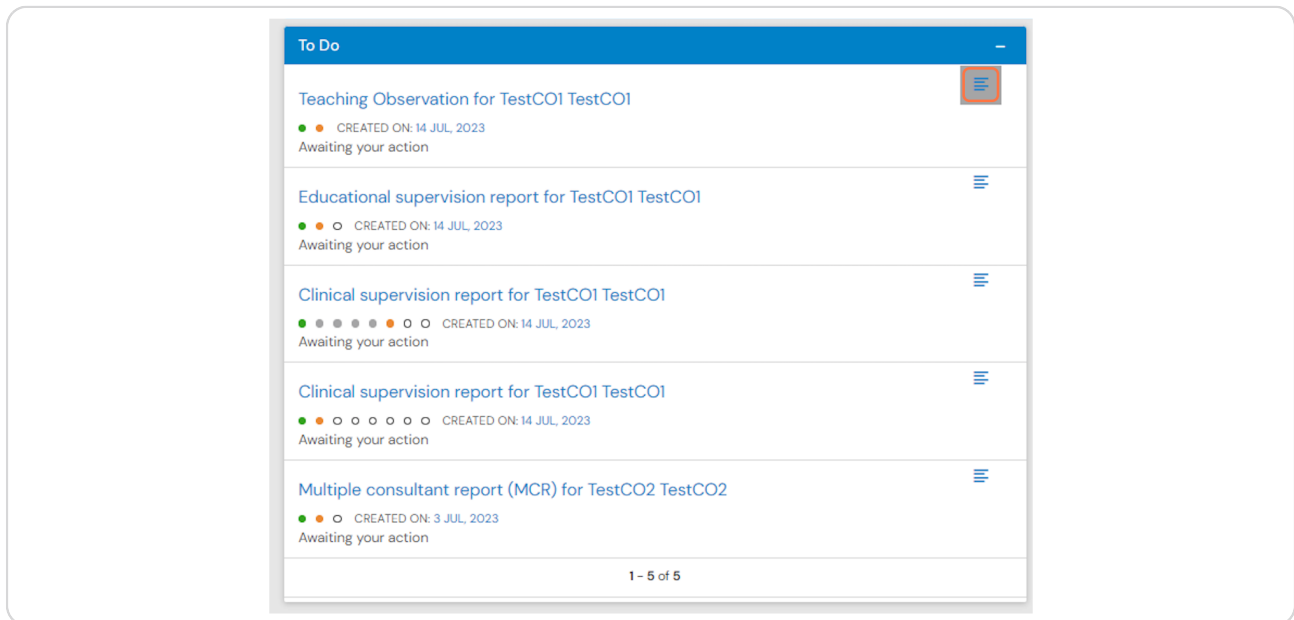 To Do
Teaching Observation for TestCO1 TestCO1
CREATED ON: 14 JUL, 2023
Awaiting your action
Educational supervision report for TestCO1 TestCO1
CREATED ON: 14 JUL, 2023
Awaiting your action
Clinical supervision report for TestCO1 TestCO1
CREATED ON: 14 JUL, 2023
Awaiting your action
Clinical supervision report for TestCO1 TestCO1
CREATED ON: 14 JUL, 2023
Awaiting your action
Multiple consultant report (MCR) for TestCO2 TestCO2
CREATED ON: 3 JUL, 2023
Awaiting your action
1 - 5 of 5